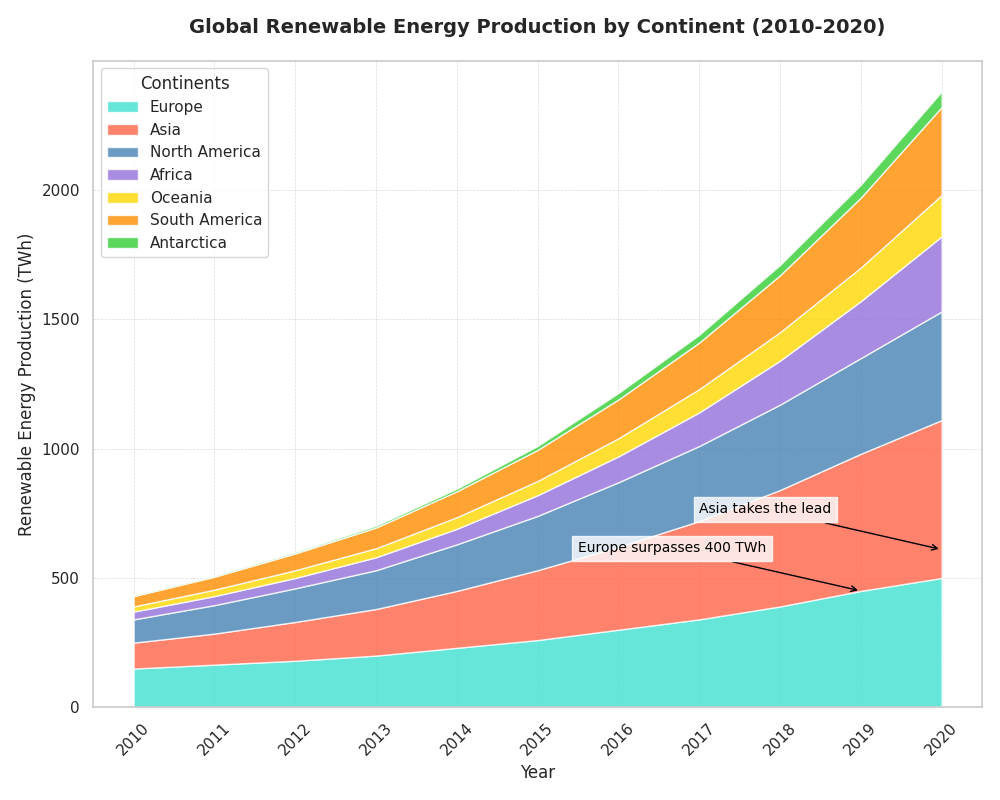 Global Renewable Energy Production by Continent (2010-2020)
Continents
Europe
Asia
North America
Africa
Oceania
South America
Antarctica
Renewable Energy Production (TWh)
2000
1500
1000
500
0
Asia takes the lead
Europe surpasses 400 TWh
2010
2011
2012
2013
2014
2015
2016
2017
2018
2019
2020
Year